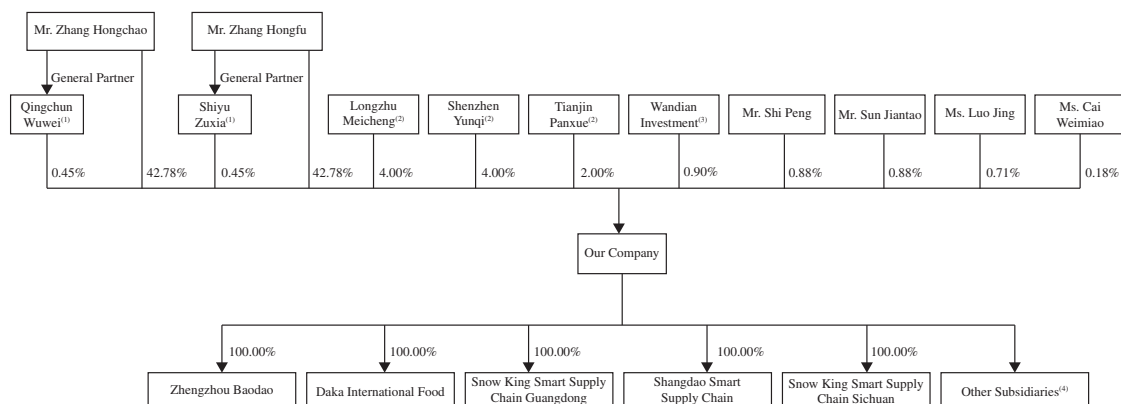 Mr. Zhang Hongchao
Mr. Zhang Hongfu
General Partner
General Partner
Qingchun
Wuwei(1)
Shiyu
Zuxia(1)
Longzhu
Meicheng(2)
Shenzhen
Yunqi(2)
Tianjin
Panxue(2)
Wandian
Investment(3)
Mr. Shi Peng
Mr. Sun Jiantao
Ms. Luo Jing
Ms. Cai
Weimiao
0.45%
42.78%
0.45%
42.78%
4.00%
4.00%
2.00%
0.90%
0.88%
0.88%
0.71%
0.18%
Our Company
100.00%
100.00%
100.00%
100.00%
100.00%
Zhengzhou Baodao
Daka International Food
Snow King Smart Supply
Chain Guangdong
Shangdao Smart
Supply Chain
Snow King Smart Supply
Chain Sichuan
Other Subsidiaries(4)